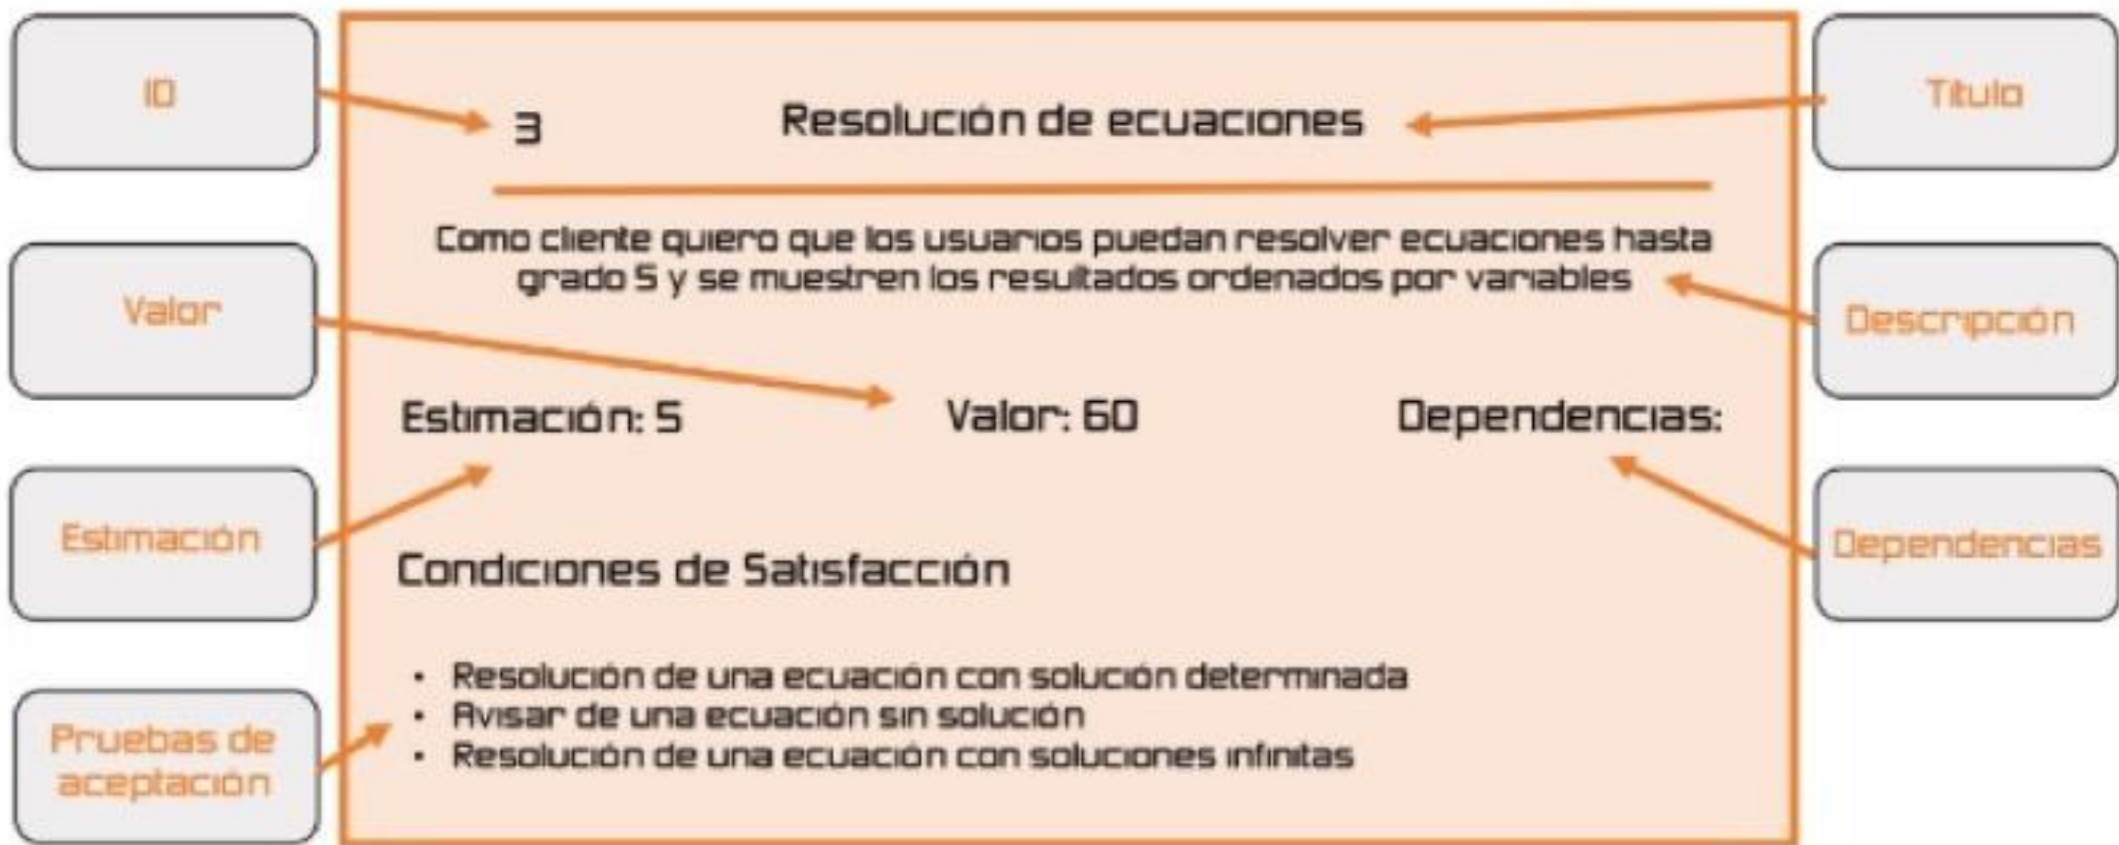 ID
3
Resolución de ecuaciones
Título
Como cliente quiero que los usuarios puedan resolver ecuaciones hasta
grado 5 y se muestren los resultados ordenados por variables
Valor
Descripción
Estimación: 5
Valor: 60
Dependencias:
Estimación
Dependencias
Condiciones de Satisfacción
• Resolución de una ecuación con solución determinada
• Avisar de una ecuación sin solución
• Resolución de una ecuación con soluciones infinitas
Pruebas de
aceptación